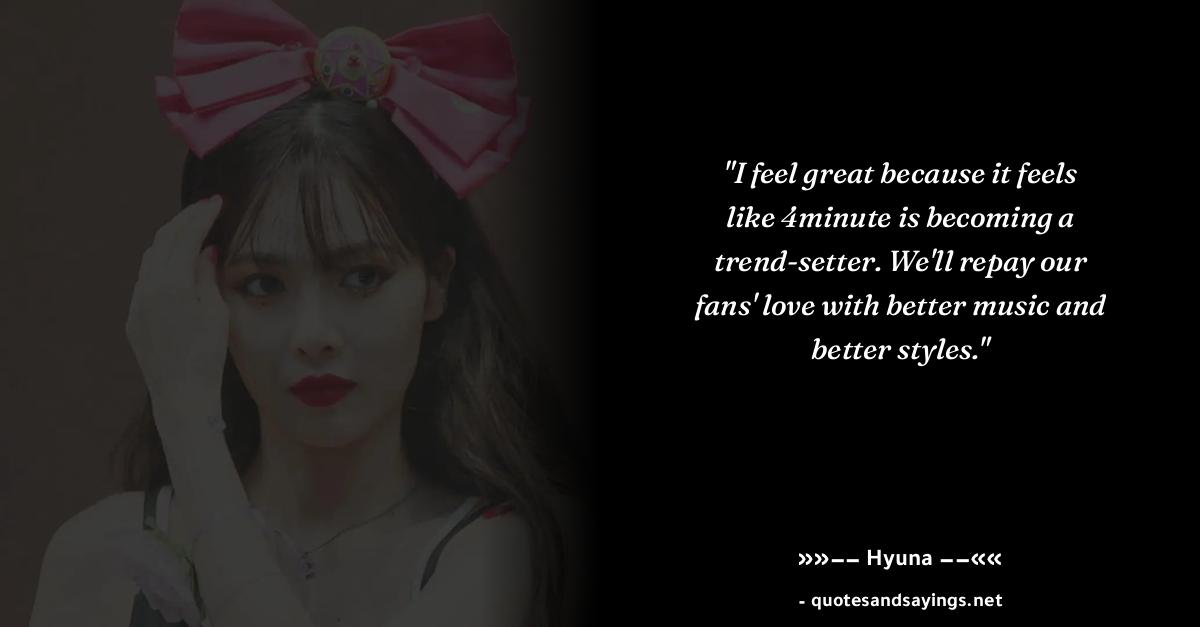 "I feel great because it feels
like 4minute is becoming a
trend-setter. We'll repay our
fans' love with better music and
better styles."
»»–– Hyuna ––««
- quotesandsayings.net